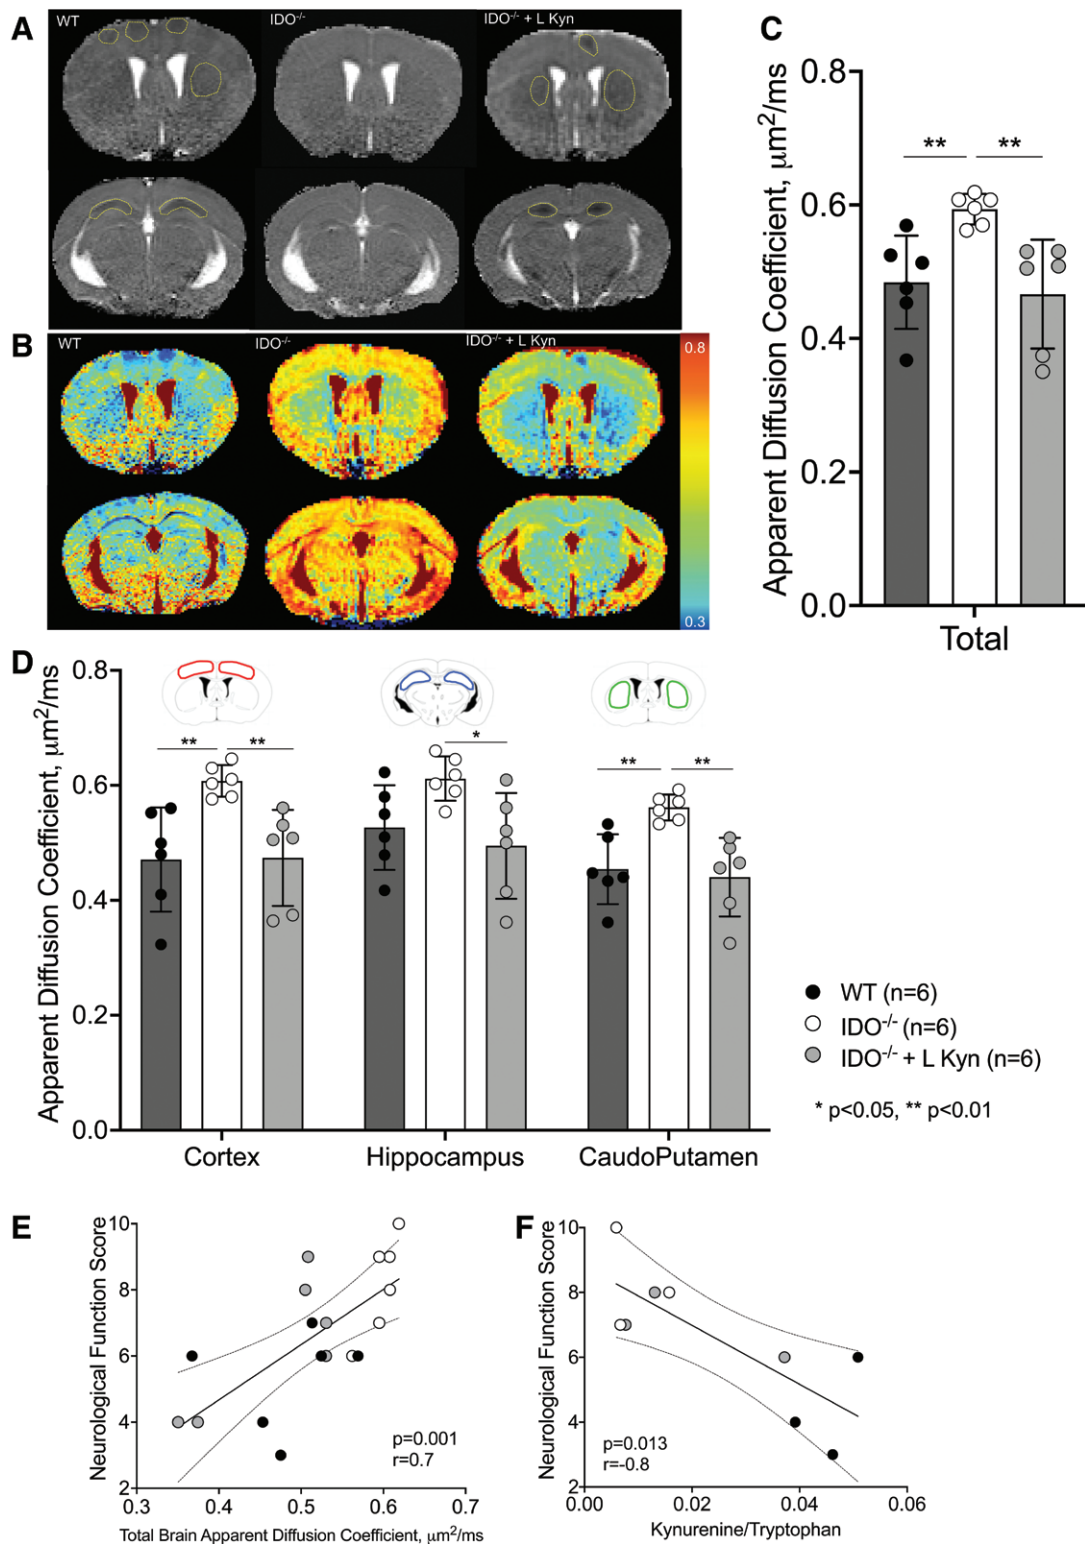 A
WT
IDO-/-
IDO-/- + L Kyn
B
WT
IDO-/-
IDO-/- + L Kyn
0.8
0.3
C
Apparent Diffusion Coefficient, μm²/ms
0.8
0.6
0.4
0.2
0.0
** **
Total
D
Apparent Diffusion Coefficient, μm²/ms
0.8
0.6
0.4
0.2
0.0
** **
*
** **
Cortex
Hippocampus
CaudoPutamen
WT (n=6)
IDO-/- (n=6)
IDO-/- + L Kyn (n=6)
* p<0.05, ** p<0.01
E
Neurological Function Score
10
8
6
4
2
p=0.001
r=0.7
0.3 0.4 0.5 0.6 0.7
Total Brain Apparent Diffusion Coefficient, μm²/ms
F
Neurological Function Score
10
8
6
4
2
p=0.013
r=-0.8
0.00 0.02 0.04 0.06
Kynurenine/Tryptophan